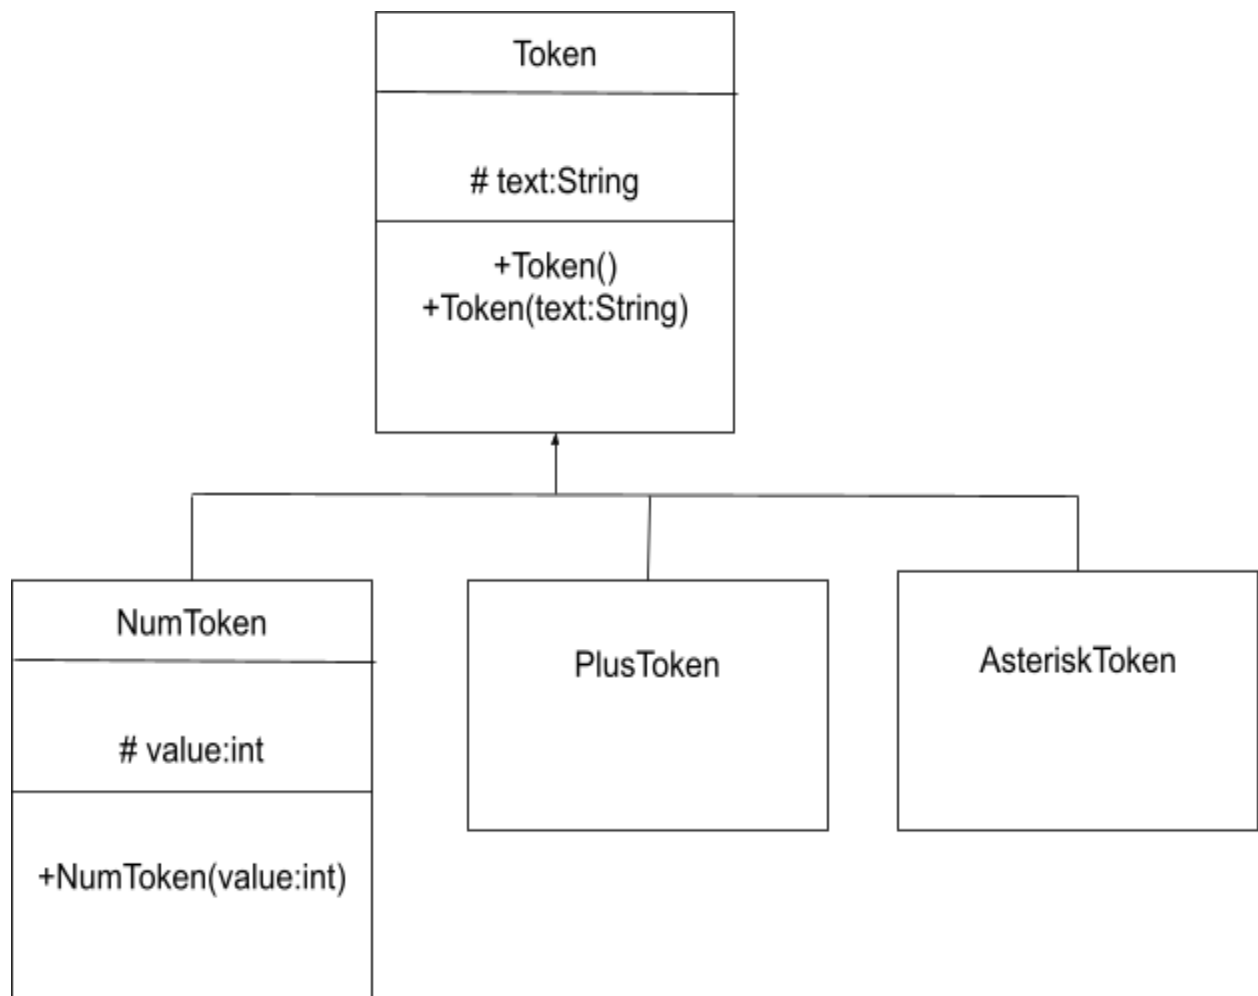 Token
# text:String
+Token()
+Token(text:String)
NumToken
# value:int
+NumToken(value:int)
PlusToken
AsteriskToken